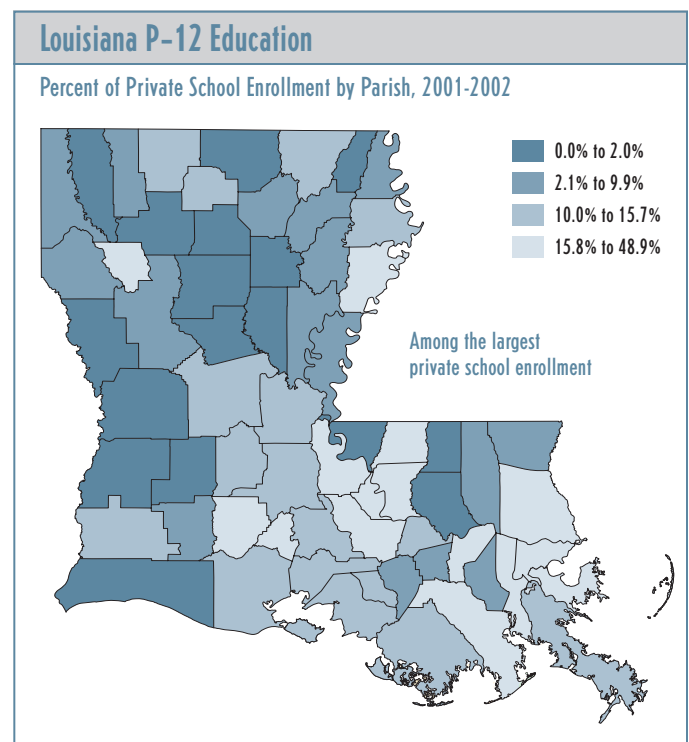 Louisiana P–12 Education
Percent of Private School Enrollment by Parish, 2001-2002
0.0% to 2.0%
2.1% to 9.9%
10.0% to 15.7%
15.8% to 48.9%
Among the largest
private school enrollment